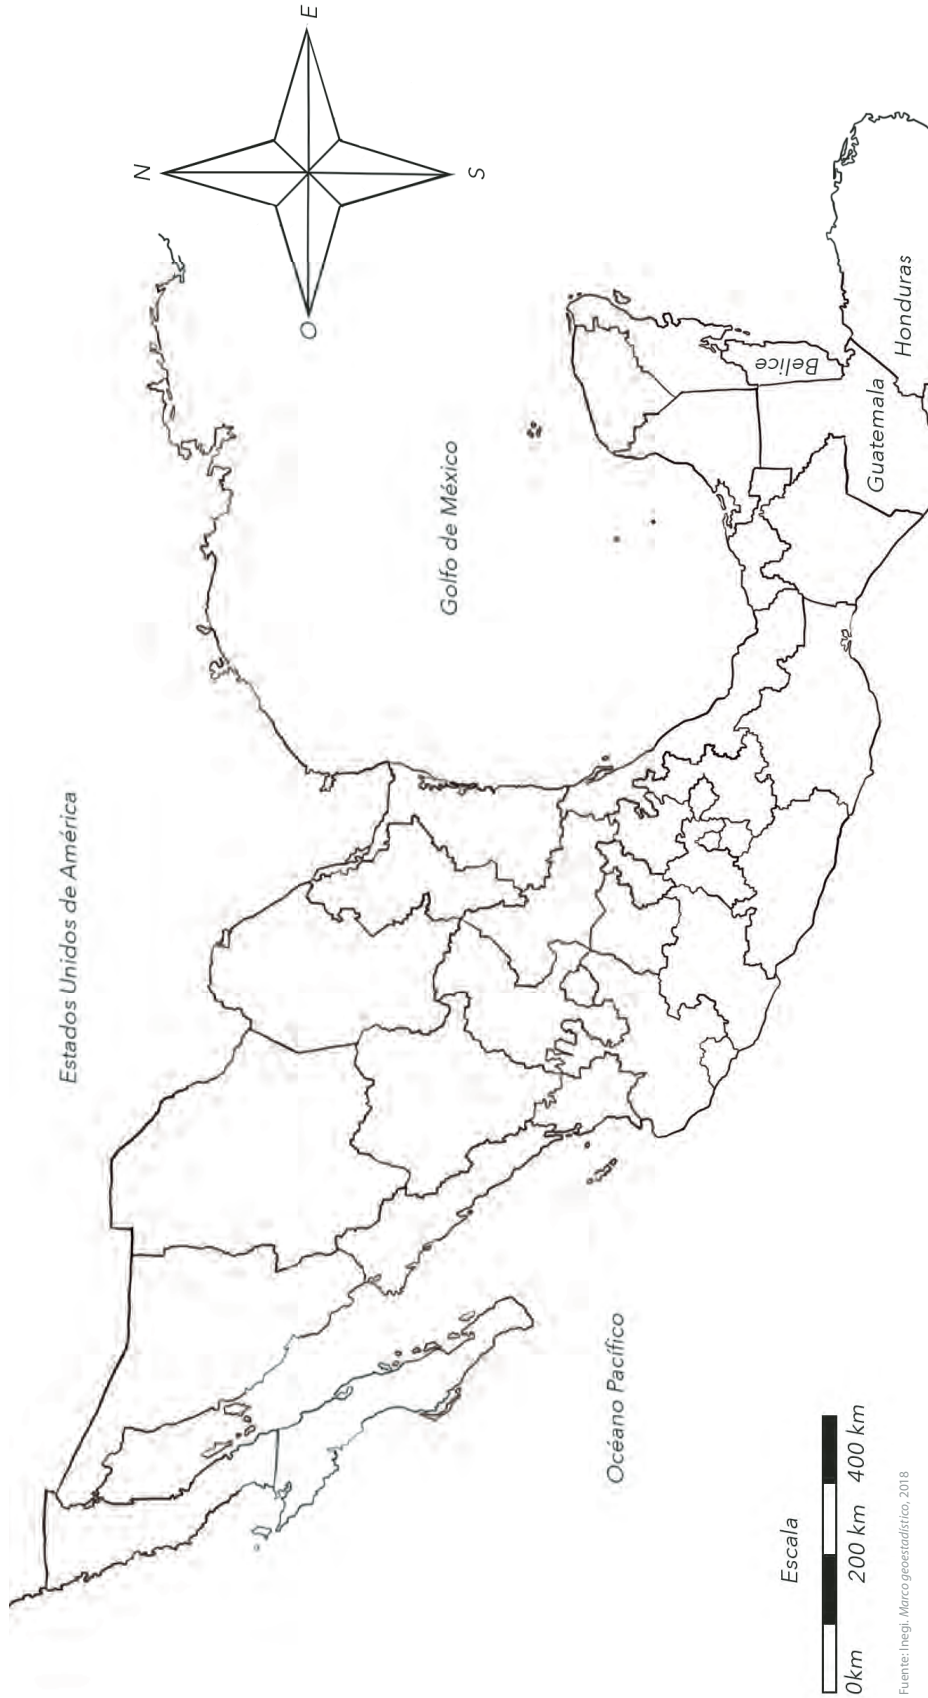 Estados Unidos de América
N
E
O
S
Golfo de México
Belice
Guatemala
Honduras
Océano Pacífico
Escala
0km 200 km 400 km
Fuente: Inegi. Marco geoestadístico, 2018